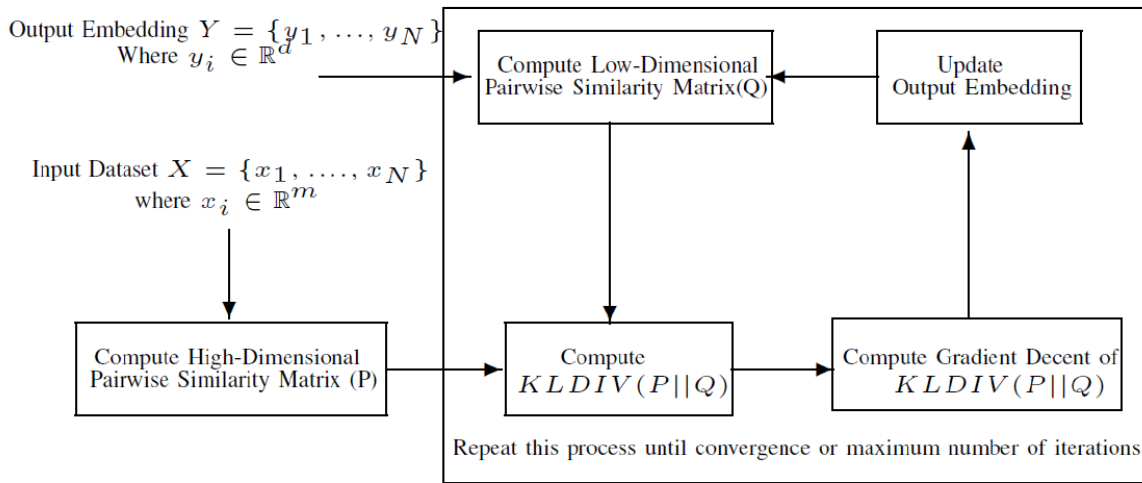 Output Embedding Y = {y1, ..., yN}
Where yi ∈ ℝd
Compute Low-Dimensional
Pairwise Similarity Matrix(Q)
Update
Output Embedding
Input Dataset X = {x1, ...., xN}
where xi ∈ ℝm
Compute High-Dimensional
Pairwise Similarity Matrix (P)
Compute
KLDIV(P||Q)
Compute Gradient Decent of
KLDIV(P||Q)
Repeat this process until convergence or maximum number of iterations